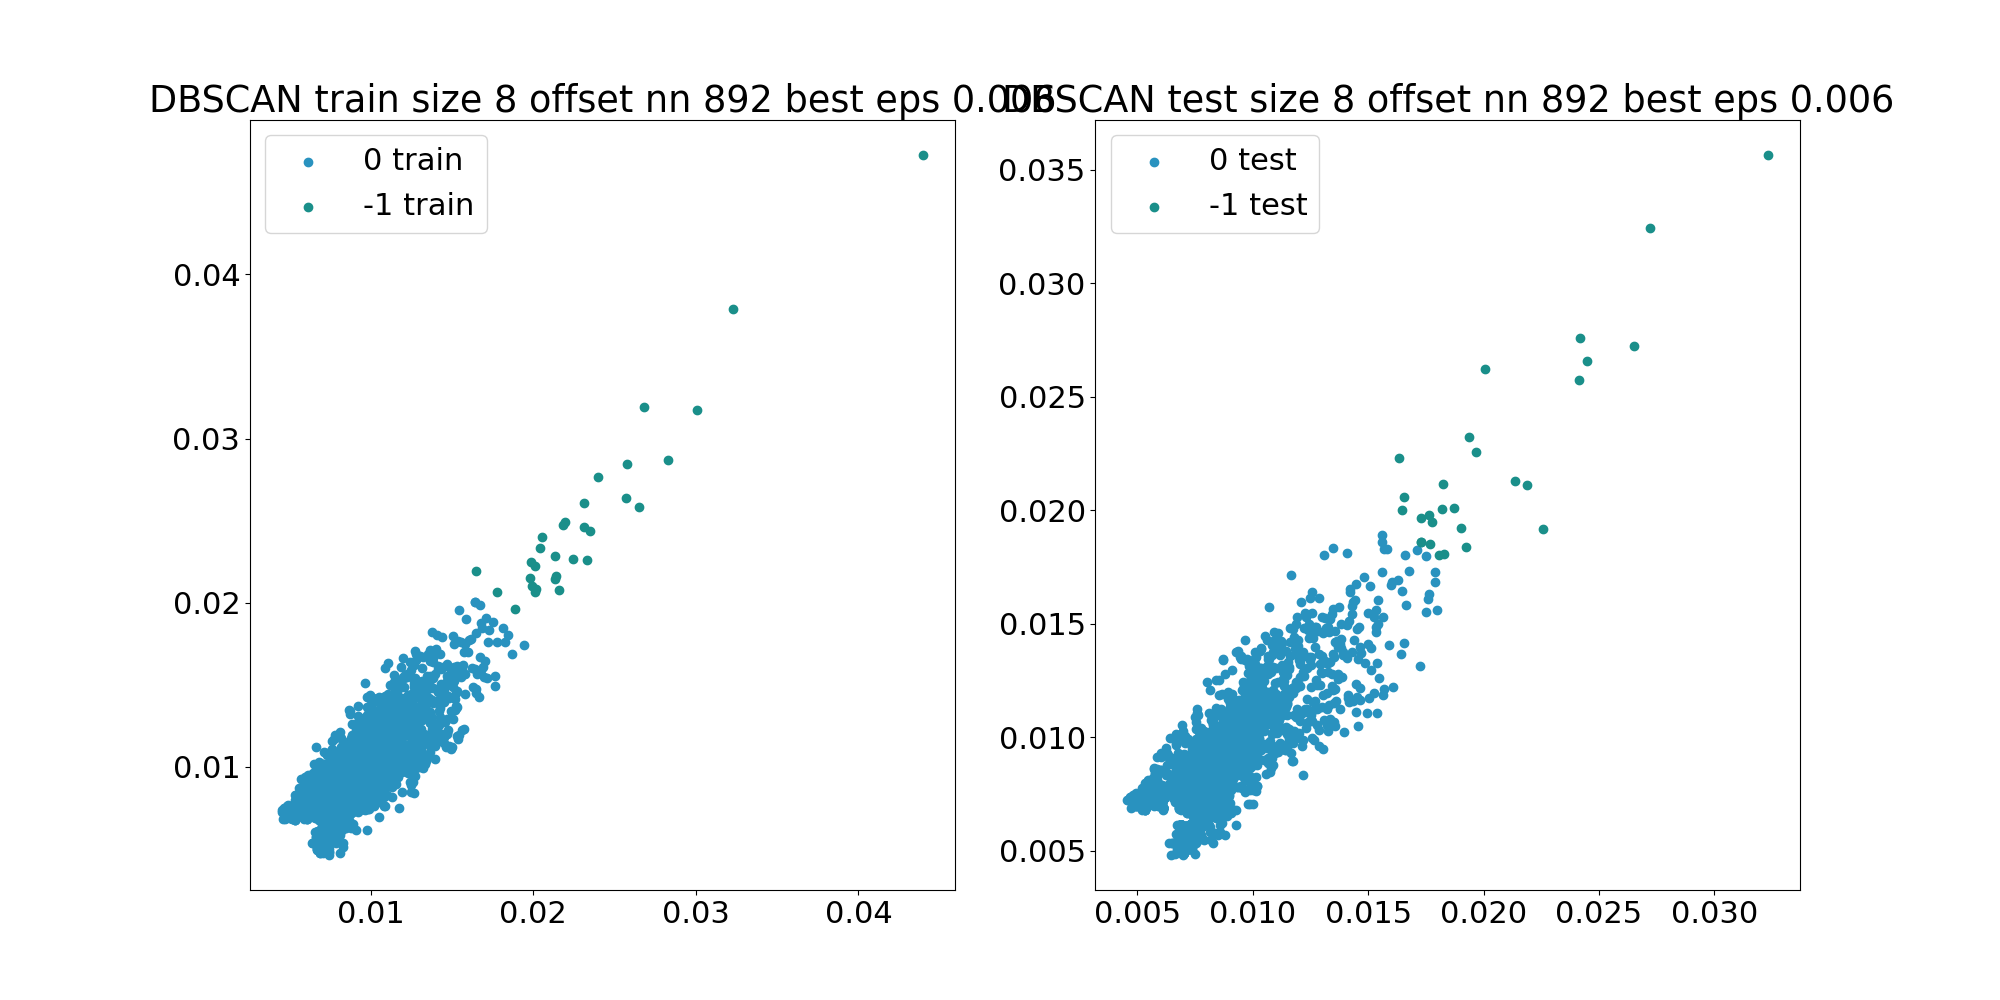 DBSCAN train size 8 offset nn 892 best eps 0.006
DBSCAN test size 8 offset nn 892 best eps 0.006
0 train
-1 train
0.04
0.03
0.02
0.01
0.01 0.02 0.03 0.04
0 test
-1 test
0.035
0.030
0.025
0.020
0.015
0.010
0.005
0.005 0.010 0.015 0.020 0.025 0.030